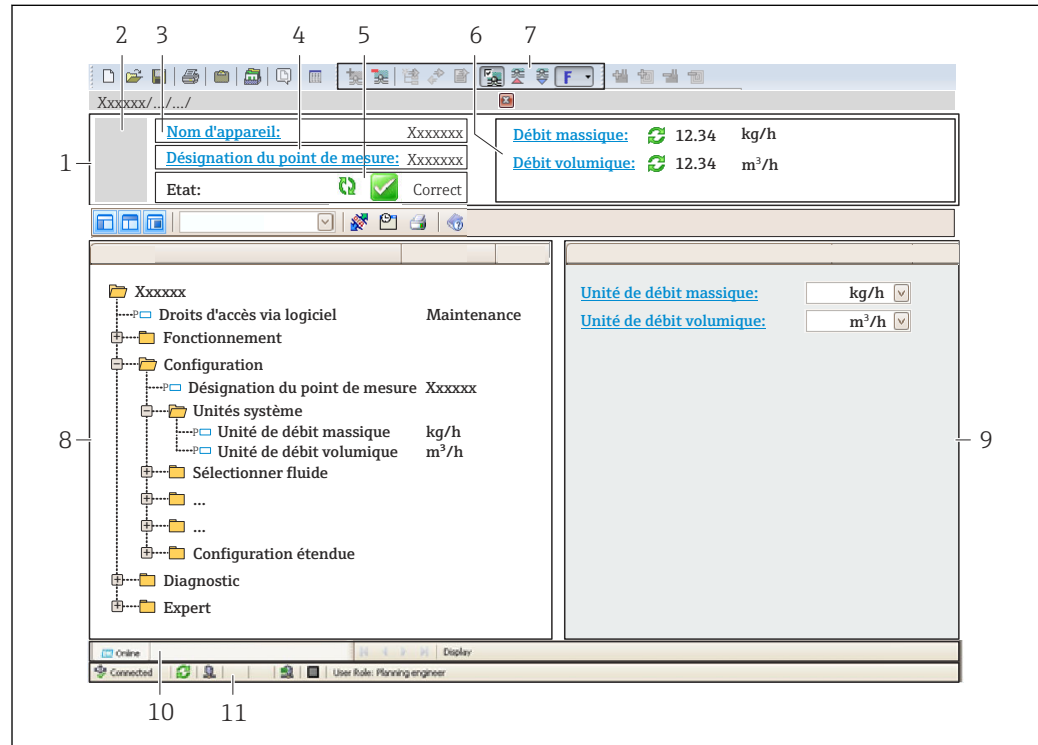 2 3 4 5 6 7
F
Xxxxxx/.../.../
1
Nom d'appareil: Xxxxxxx
Désignation du point de mesure: Xxxxxxx
Etat: Correct
Débit massique: 12.34 kg/h
Débit volumique: 12.34 m³/h
Xxxxxx
P Droits d'accès via logiciel Maintenance
Fonctionnement
Configuration
P Désignation du point de mesure Xxxxxx
Unités système
P Unité de débit massique kg/h
P Unité de débit volumique m³/h
Sélectionner fluide
...
...
Configuration étendue
Diagnostic
Expert
8
Unité de débit massique: kg/h
Unité de débit volumique: m³/h
9
Online Display
Connected User Role: Planning engineer
10 11